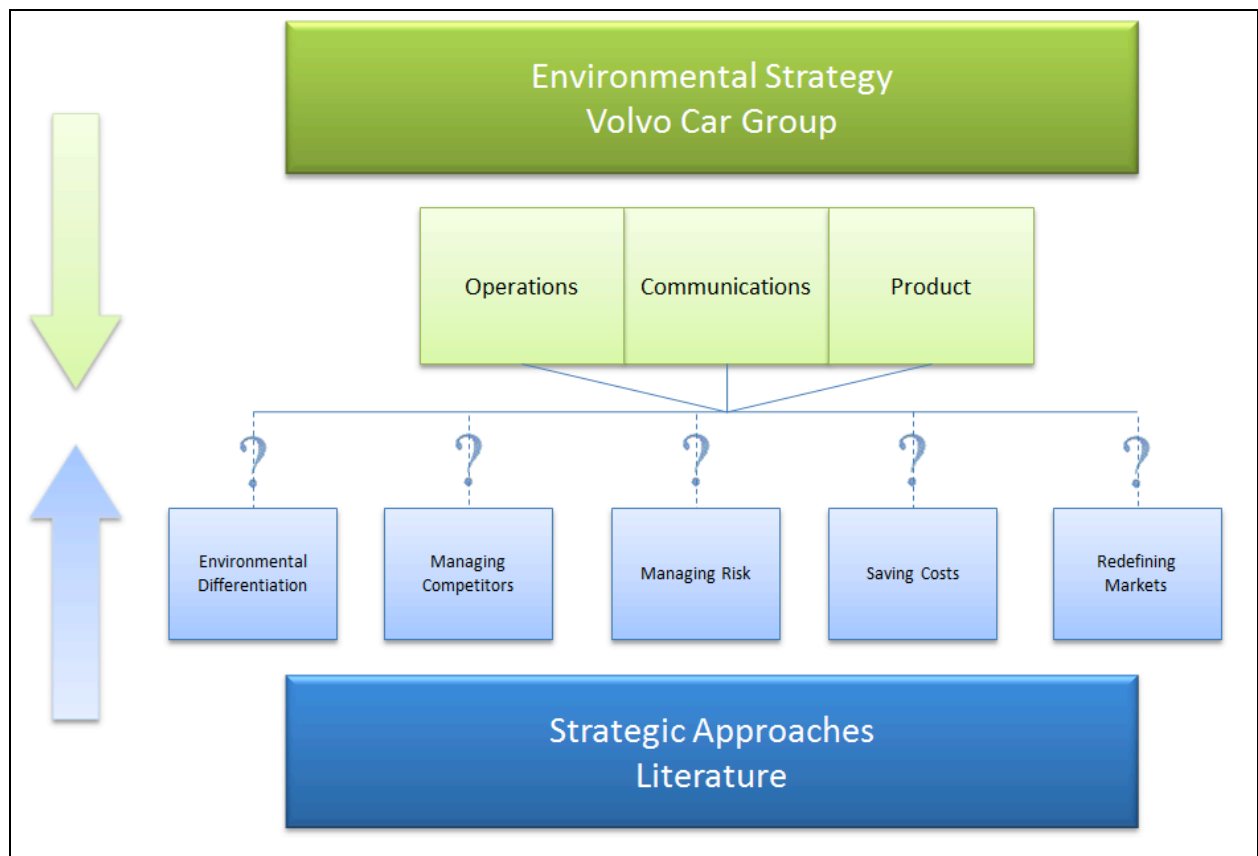 Environmental Strategy
Volvo Car Group
Operations
Communications
Product
? ? ? ? ?
Environmental
Differentiation
Managing
Competitors
Managing Risk
Saving Costs
Redefining
Markets
Strategic Approaches
Literature